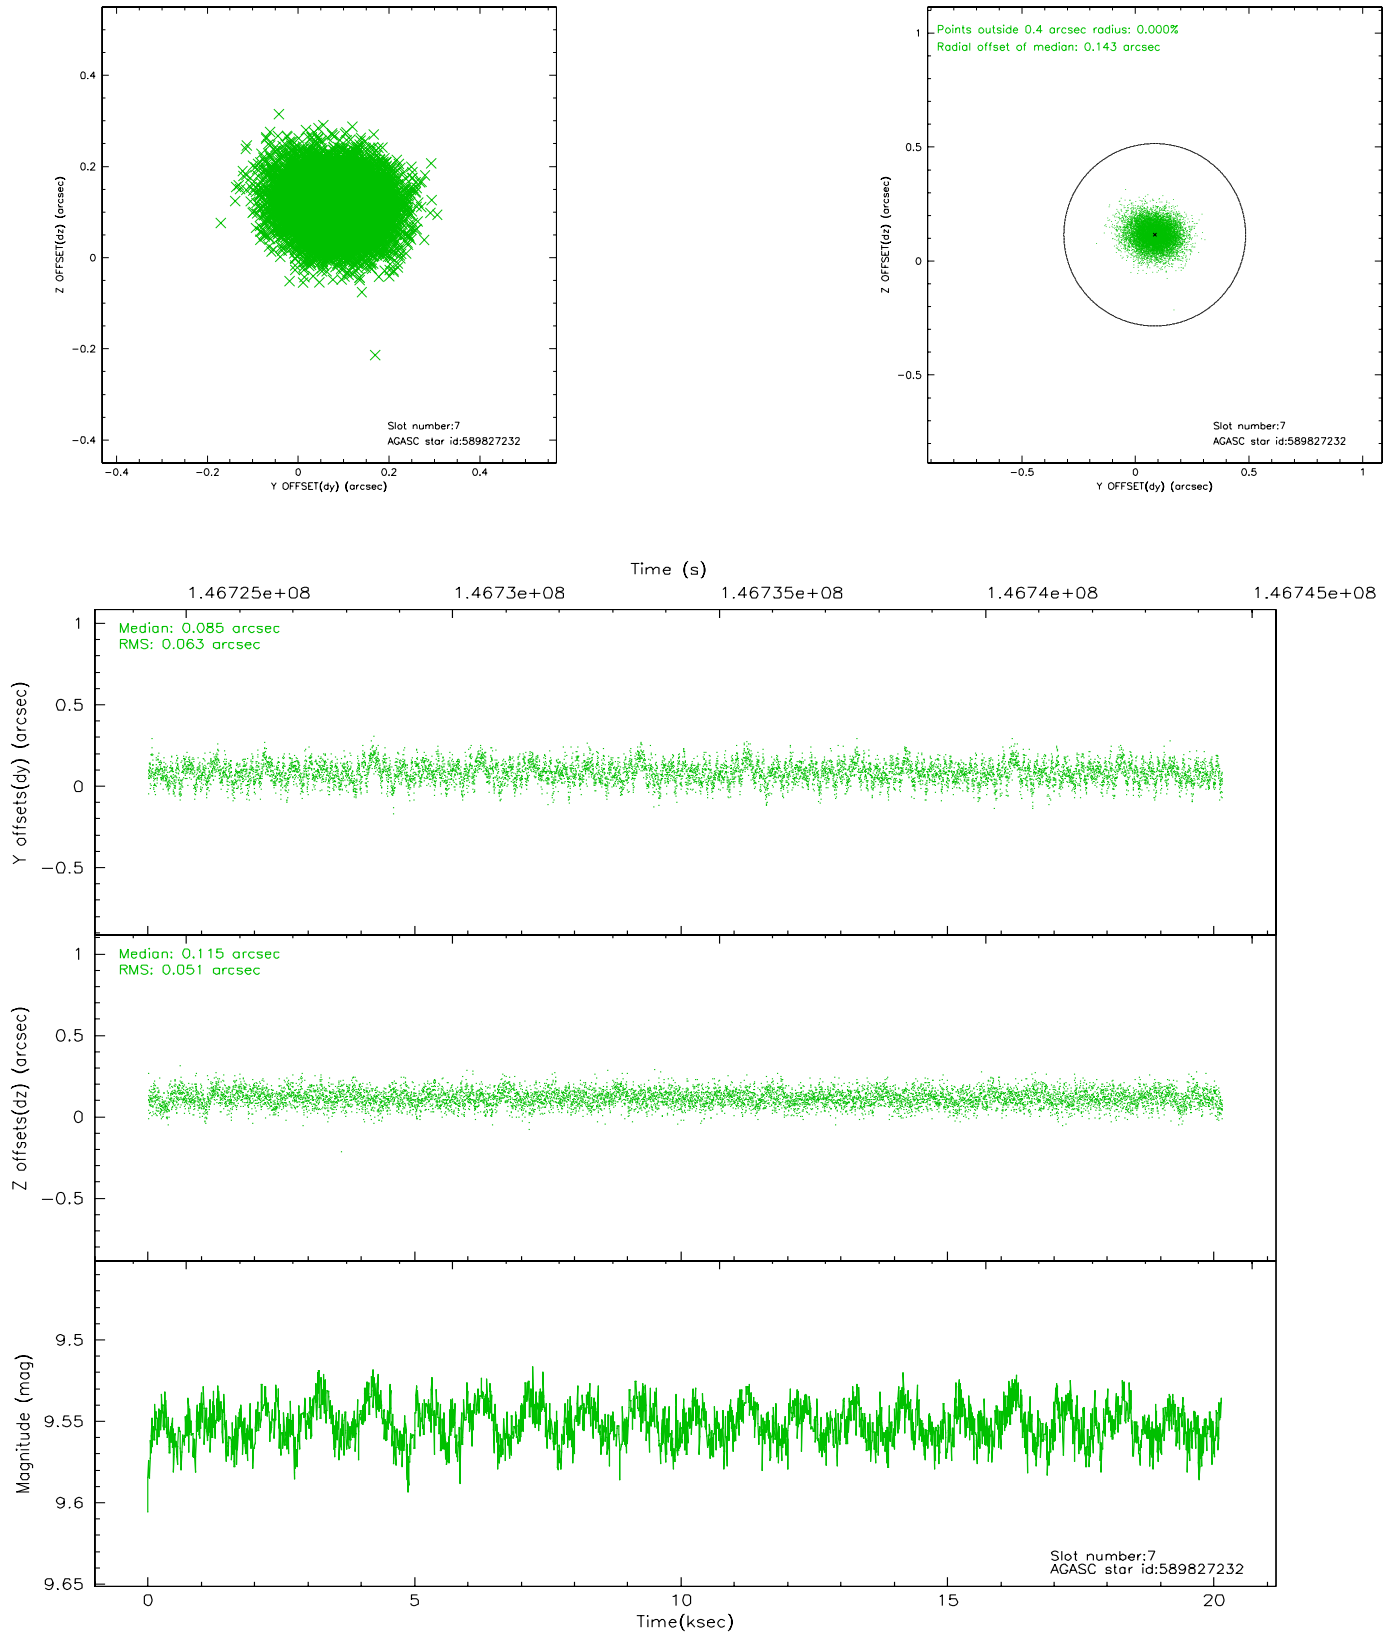 0.4
0.2
0
-0.2
-0.4
Z OFFSET(dz) (arcsec)
Slot number:7
AGASC star id:589827232
-0.4 -0.2 0 0.2 0.4
Y OFFSET(dy) (arcsec)
Points outside 0.4 arcsec radius: 0.000%
Radial offset of median: 0.143 arcsec
1
0.5
0
-0.5
Z OFFSET(dz) (arcsec)
Slot number:7
AGASC star id:589827232
-0.5 0 0.5 1
Y OFFSET(dy) (arcsec)
Time (s)
1.46725e+08 1.4673e+08 1.46735e+08 1.4674e+08 1.46745e+08
Median: 0.085 arcsec
RMS: 0.063 arcsec
1
0.5
0
-0.5
Y offsets(dy) (arcsec)
Median: 0.115 arcsec
RMS: 0.051 arcsec
1
0.5
0
-0.5
Z offsets(dz) (arcsec)
9.5
9.55
9.6
9.65
Magnitude (mag)
Slot number:7
AGASC star id:589827232
0 5 10 15 20
Time(ksec)